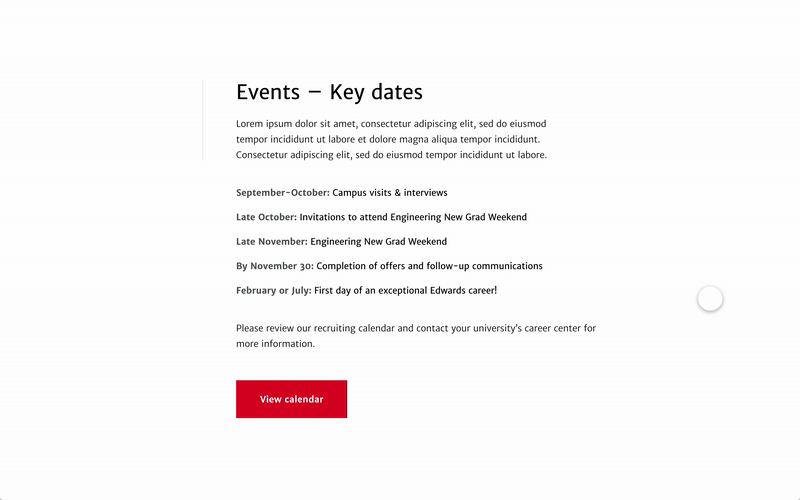 Events – Key dates
Lorem ipsum dolor sit amet, consectetur adipiscing elit, sed do eiusmod
tempor incididunt ut labore et dolore magna aliqua tempor incididunt.
Consectetur adipiscing elit, sed do eiusmod tempor incididunt ut labore.
September–October: Campus visits & interviews
Late October: Invitations to attend Engineering New Grad Weekend
Late November: Engineering New Grad Weekend
By November 30: Completion of offers and follow-up communications
February or July: First day of an exceptional Edwards career!
Please review our recruiting calendar and contact your university's career center for
more information.
View calendar